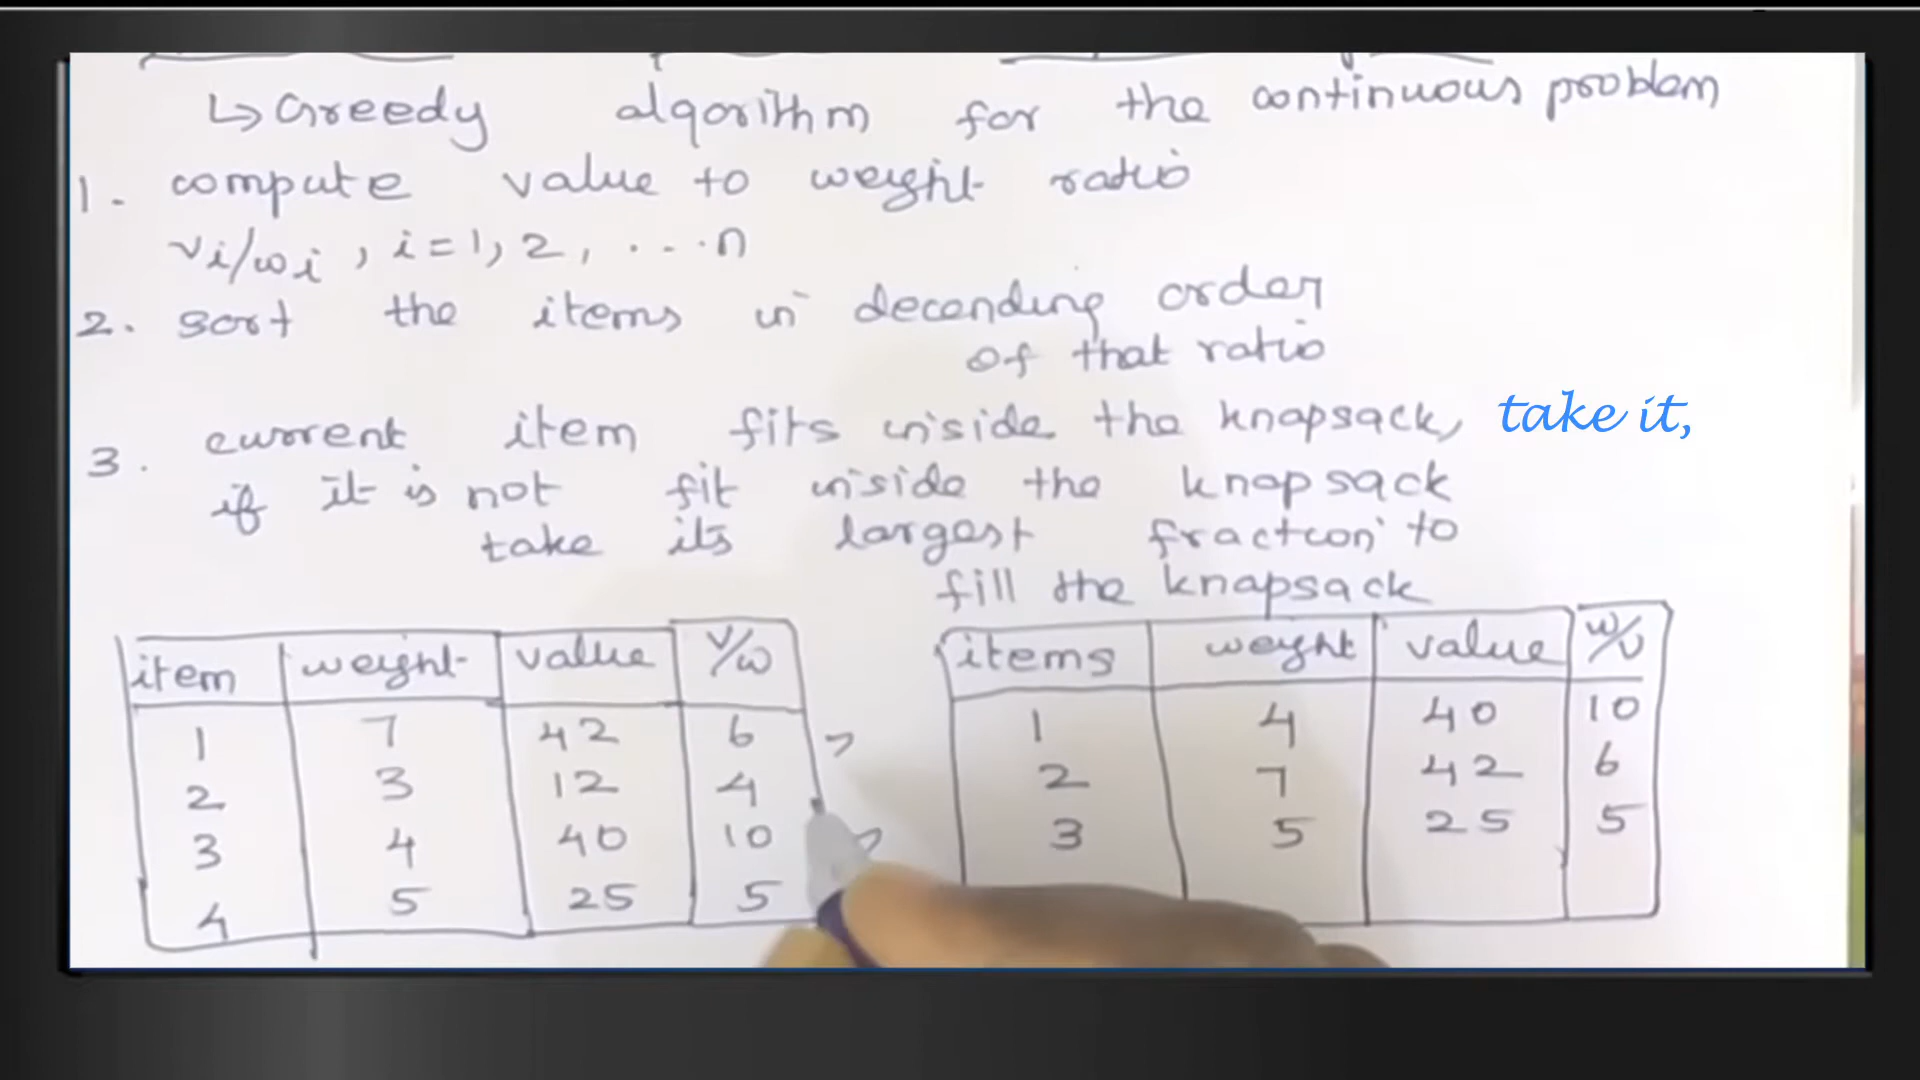 ↳ Greedy algorithm for the continuous problem
1. compute value to weight ratio
vi/wi, i=1, 2, ...n
2. sort the items in decending order
of that ratio
3. current item fits inside the knapsack, take it,
if it is not fit inside the knapsack
take its largest fraction to
fill the knapsack
item weight value v/w
1 7 42 6
2 3 12 4
3 4 40 10
4 5 25 5
items weight value w/v
1 4 40 10
2 7 42 6
3 5 25 5